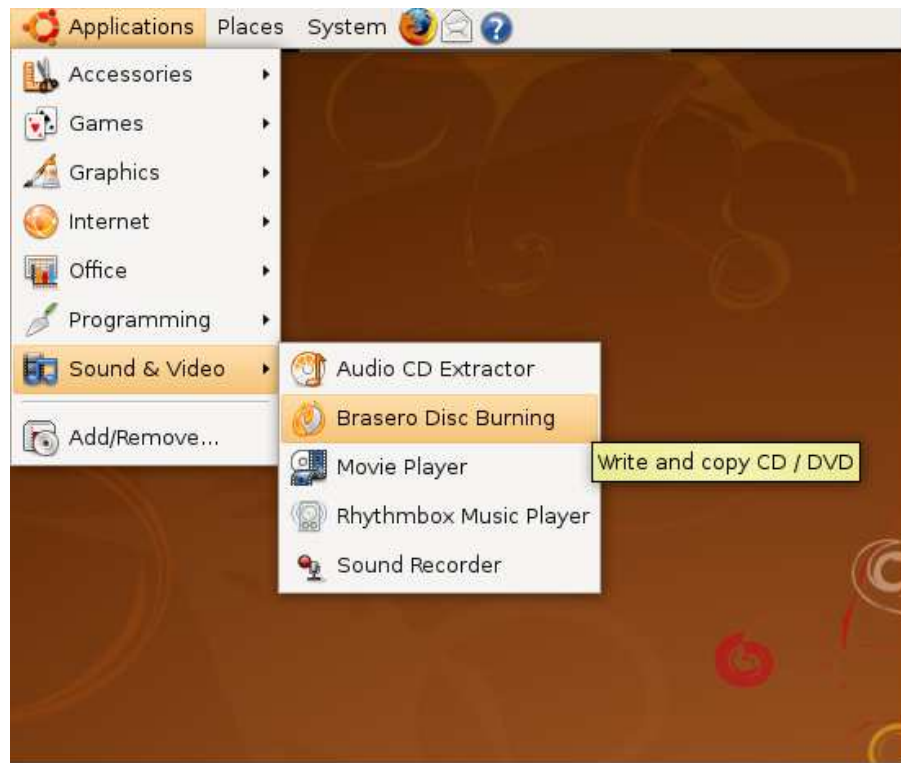 Applications Places System
Accessories
Games
Graphics
Internet
Office
Programming
Sound & Video
Add/Remove...
Audio CD Extractor
Brasero Disc Burning
Movie Player
Rhythmbox Music Player
Sound Recorder
Write and copy CD / DVD